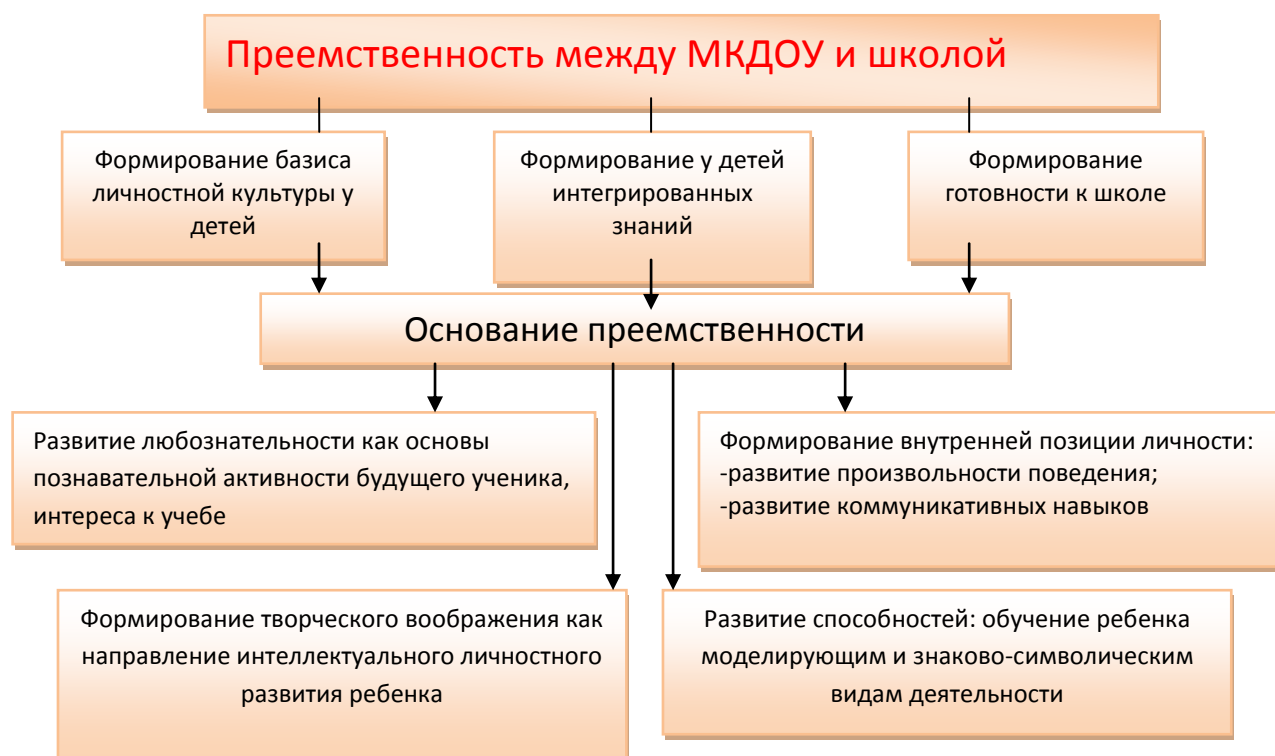 Преемственность между МКДОУ и школой
Формирование базиса
личностной культуры у
детей
Формирование у детей
интегрированных
знаний
Формирование
готовности к школе
Основание преемственности
Развитие любознательности как основы
познавательной активности будущего ученика,
интереса к учебе
Формирование внутренней позиции личности:
-развитие произвольности поведения;
-развитие коммуникативных навыков
Формирование творческого воображения как
направление интеллектуального личностного
развития ребенка
Развитие способностей: обучение ребенка
моделирующим и знаково-символическим
видам деятельности